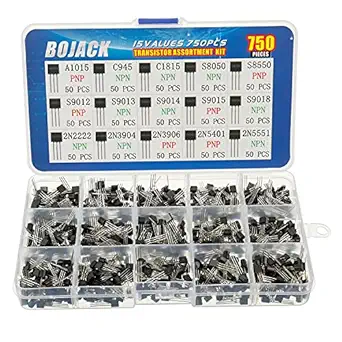 BOJACK
15VALUES 750PCS
TRANSISTOR ASSORTMENT KIT
750
PIECES
A1015 C945 C1815 S8050 S8550
PNP NPN NPN NPN PNP
50 PCS 50 PCS 50 PCS 50 PCS 50 PCS
S9012 S9013 S9014 S9015 S9018
PNP NPN NPN PNP NPN
50 PCS 50 PCS 50 PCS 50 PCS 50 PCS
2N2222 2N3904 2N3906 2N5401 2N5551
NPN NPN PNP PNP NPN
50 PCS 50 PCS 50 PCS 50 PCS 50 PCS